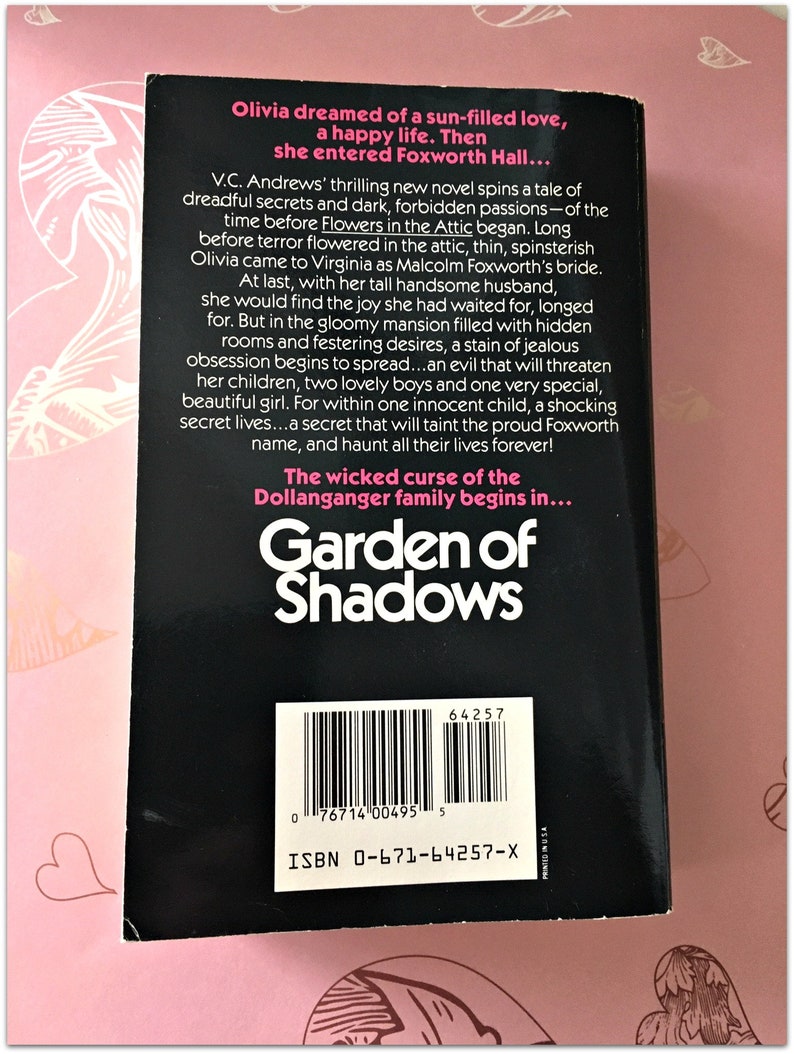 Olivia dreamed of a sun-filled love,
a happy life. Then
she entered Foxworth Hall...
V.C. Andrews' thrilling new novel spins a tale of
dreadful secrets and dark, forbidden passions—of the
time before Flowers in the Attic began. Long
before terror flowered in the attic, thin, spinsterish
Olivia came to Virginia as Malcolm Foxworth's bride.
At last, with her tall handsome husband,
she would find the joy she had waited for, longed
for. But in the gloomy mansion filled with hidden
rooms and festering desires, a stain of jealous
obsession begins to spread...an evil that will threaten
her children, two lovely boys and one very special,
beautiful girl. For within one innocent child, a shocking
secret lives...a secret that will taint the proud Foxworth
name, and haunt all their lives forever!
The wicked curse of the
Dollanganger family begins in...
Garden of
Shadows
64257
0 76714 00495 5
ISBN 0-671-64257-X
PRINTED IN U.S.A